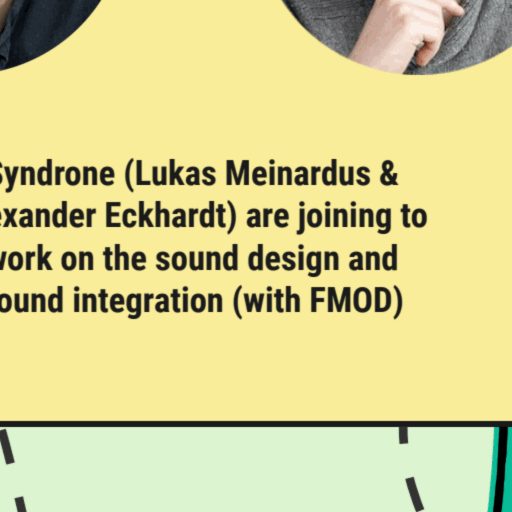 Syndrone (Lukas Meinardus &
exander Eckhardt) are joining to
work on the sound design and
ound integration (with FMOD)